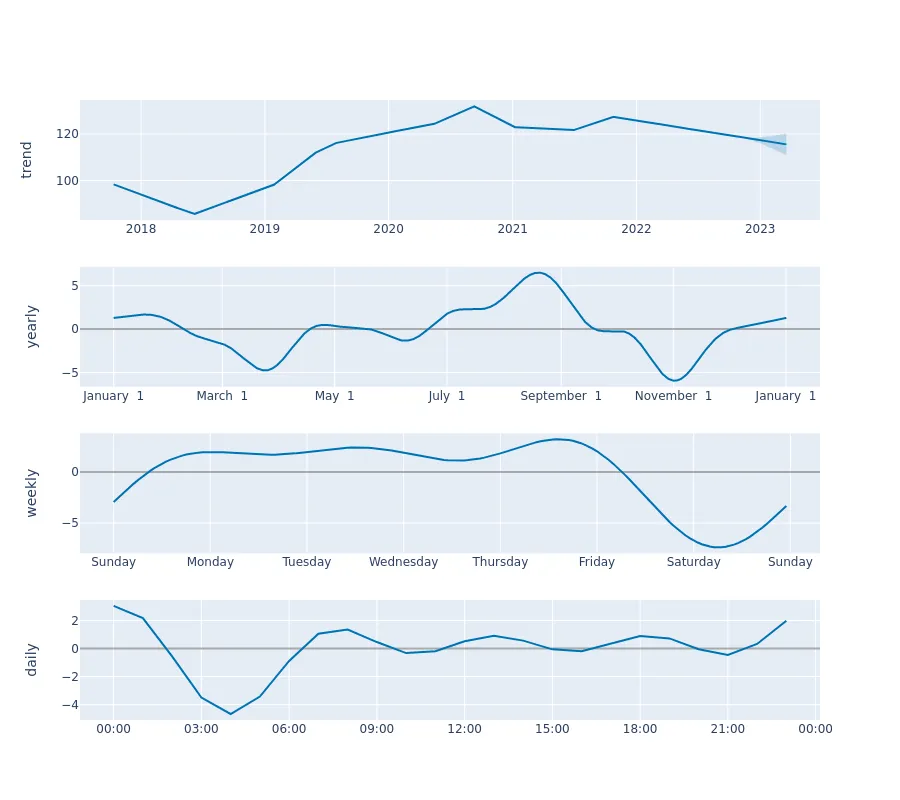 trend
120
100
2018 2019 2020 2021 2022 2023
yearly
5
0
−5
January 1 March 1 May 1 July 1 September 1 November 1 January 1
weekly
0
−5
Sunday Monday Tuesday Wednesday Thursday Friday Saturday Sunday
daily
2
0
−2
−4
00:00 03:00 06:00 09:00 12:00 15:00 18:00 21:00 00:00